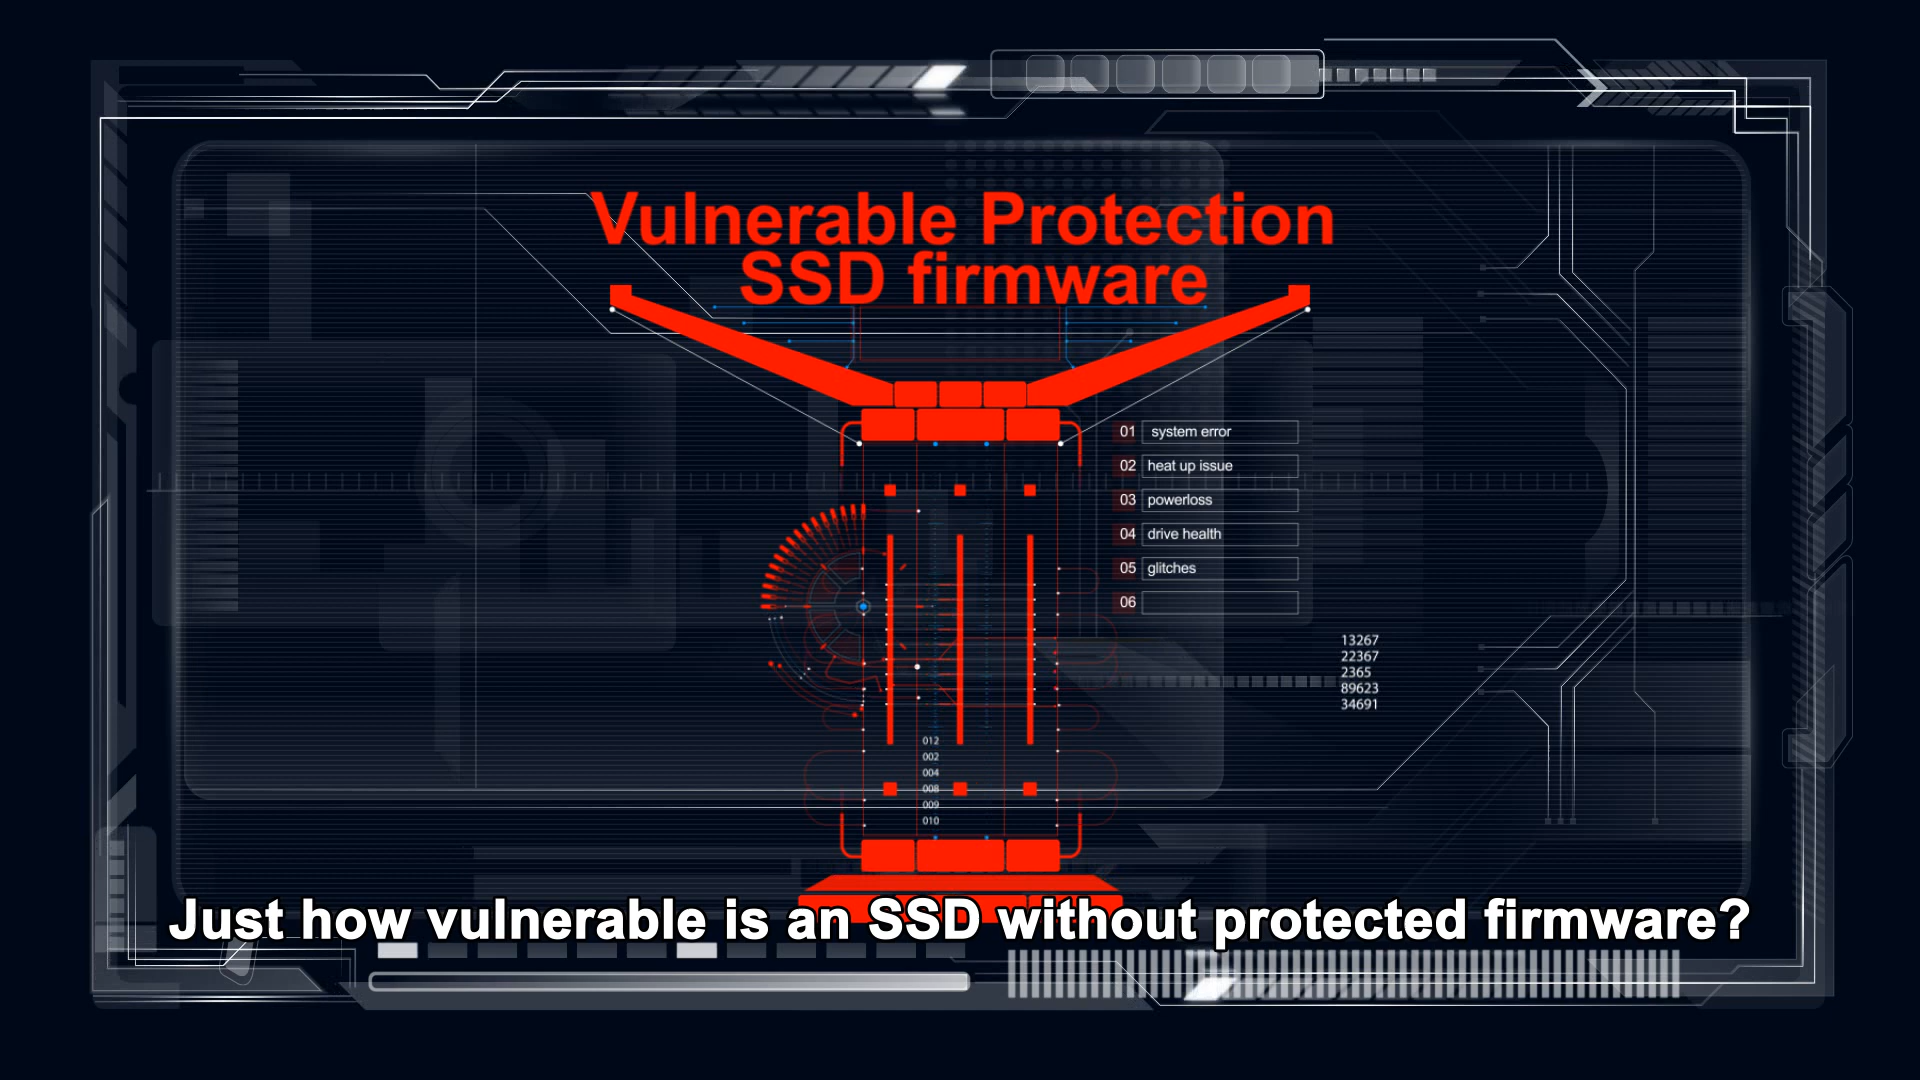 Vulnerable Protection
SSD firmware
01 system error
02 heat up issue
03 powerloss
04 drive health
05 glitches
06
13267
22367
2365
89623
34691
012
002
004
008
009
010
Just how vulnerable is an SSD without protected firmware?